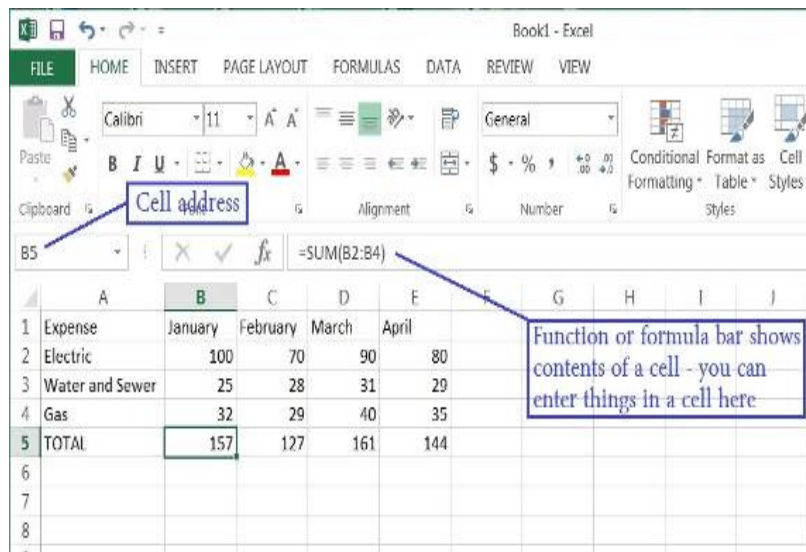 Book1 - Excel
FILE HOME INSERT PAGE LAYOUT FORMULAS DATA REVIEW VIEW
Calibri 11 A A General
Paste B I U A $ % , .00 Conditional Format as Cell
Formatting Table Styles
Clipboard Alignment Number Styles
Cell address
B5 fx =SUM(B2:B4)
A B C D E F G H I J
1 Expense January February March April
2 Electric 100 70 90 80
3 Water and Sewer 25 28 31 29
4 Gas 32 29 40 35
5 TOTAL 157 127 161 144
6
7
8
Function or formula bar shows
contents of a cell - you can
enter things in a cell here